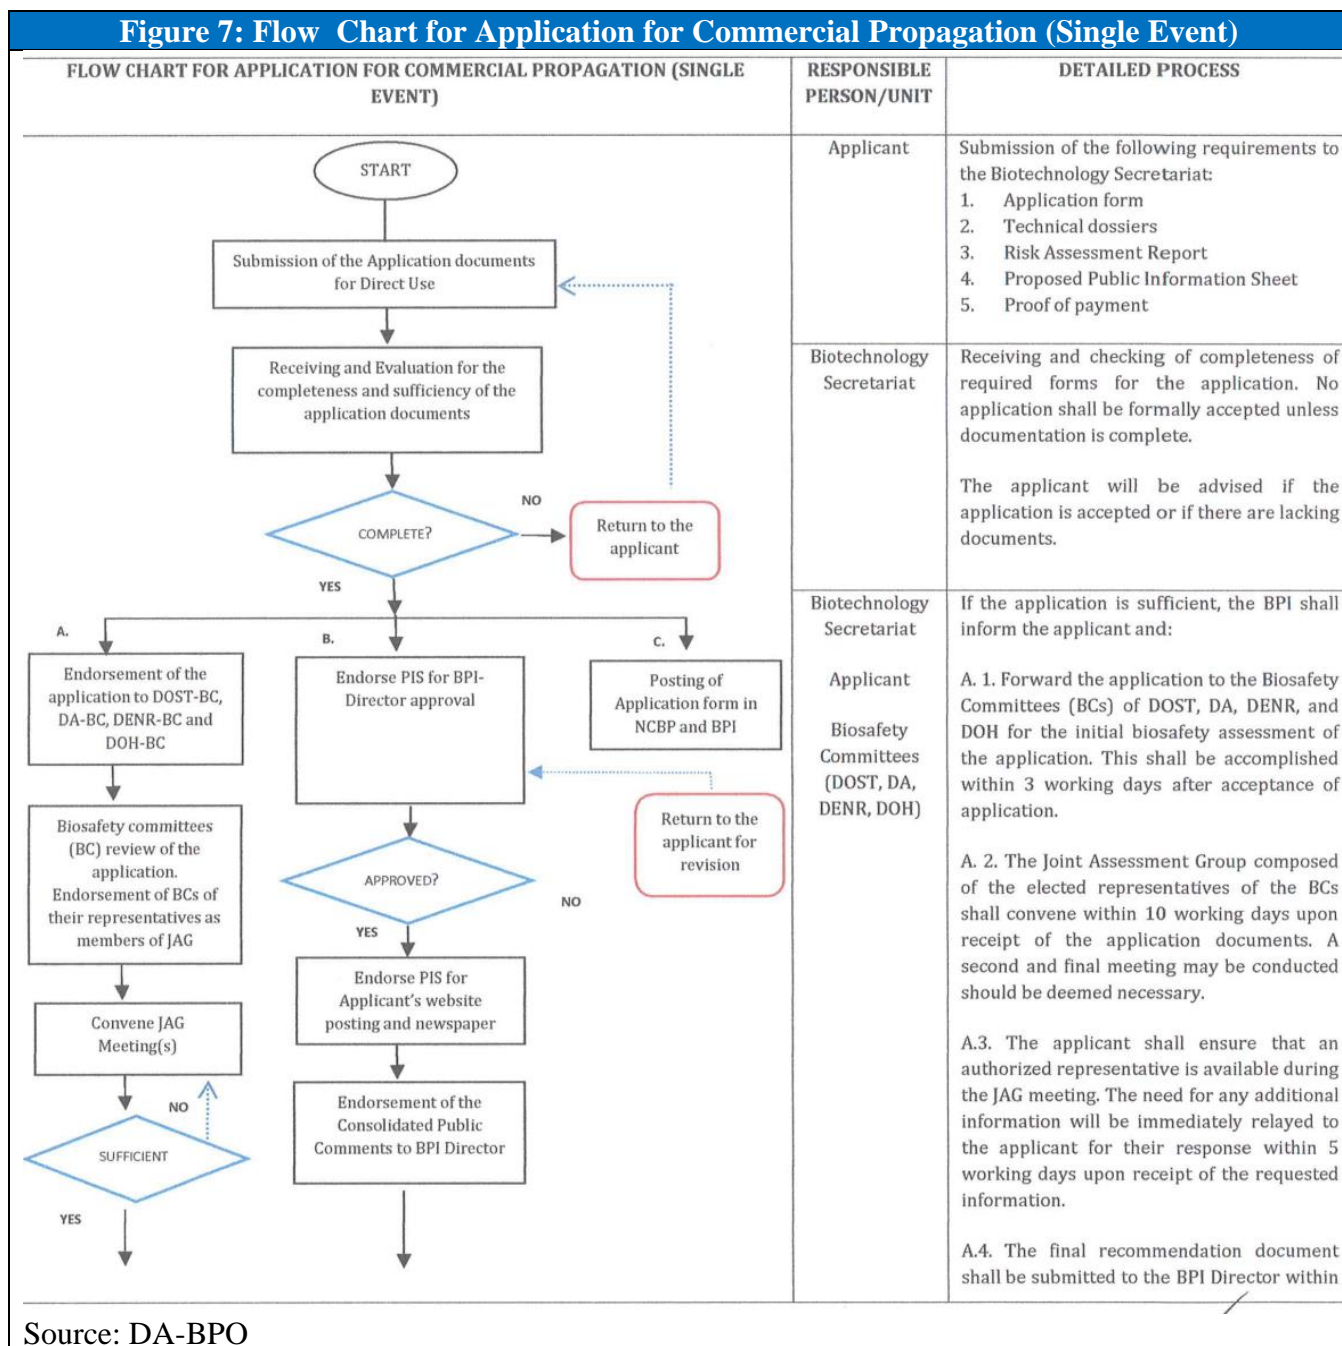 Figure 7: Flow Chart for Application for Commercial Propagation (Single Event)
FLOW CHART FOR APPLICATION FOR COMMERCIAL PROPAGATION (SINGLE
EVENT)
RESPONSIBLE
PERSON/UNIT
DETAILED PROCESS
START
Submission of the Application documents
for Direct Use
Receiving and Evaluation for the
completeness and sufficiency of the
application documents
COMPLETE?
NO
Return to the
applicant
YES
A.
B.
C.
Endorsement of the
application to DOST-BC,
DA-BC, DENR-BC and
DOH-BC
Endorse PIS for BPI-
Director approval
Posting of
Application form in
NCBP and BPI
Biosafety committees
(BC) review of the
application.
Endorsement of BCs of
their representatives as
members of JAG
APPROVED?
NO
Return to the
applicant for
revision
YES
Endorse PIS for
Applicant's website
posting and newspaper
Convene JAG
Meeting(s)
NO
SUFFICIENT
YES
Endorsement of the
Consolidated Public
Comments to BPI Director
Applicant
Submission of the following requirements to
the Biotechnology Secretariat:
1. Application form
2. Technical dossiers
3. Risk Assessment Report
4. Proposed Public Information Sheet
5. Proof of payment
Biotechnology
Secretariat
Receiving and checking of completeness of
required forms for the application. No
application shall be formally accepted unless
documentation is complete.
The applicant will be advised if the
application is accepted or if there are lacking
documents.
Biotechnology
Secretariat
Applicant
Biosafety
Committees
(DOST, DA,
DENR, DOH)
If the application is sufficient, the BPI shall
inform the applicant and:
A. 1. Forward the application to the Biosafety
Committees (BCs) of DOST, DA, DENR, and
DOH for the initial biosafety assessment of
the application. This shall be accomplished
within 3 working days after acceptance of
application.
A. 2. The Joint Assessment Group composed
of the elected representatives of the BCs
shall convene within 10 working days upon
receipt of the application documents. A
second and final meeting may be conducted
should be deemed necessary.
A.3. The applicant shall ensure that an
authorized representative is available during
the JAG meeting. The need for any additional
information will be immediately relayed to
the applicant for their response within 5
working days upon receipt of the requested
information.
A.4. The final recommendation document
shall be submitted to the BPI Director within
Source: DA-BPO